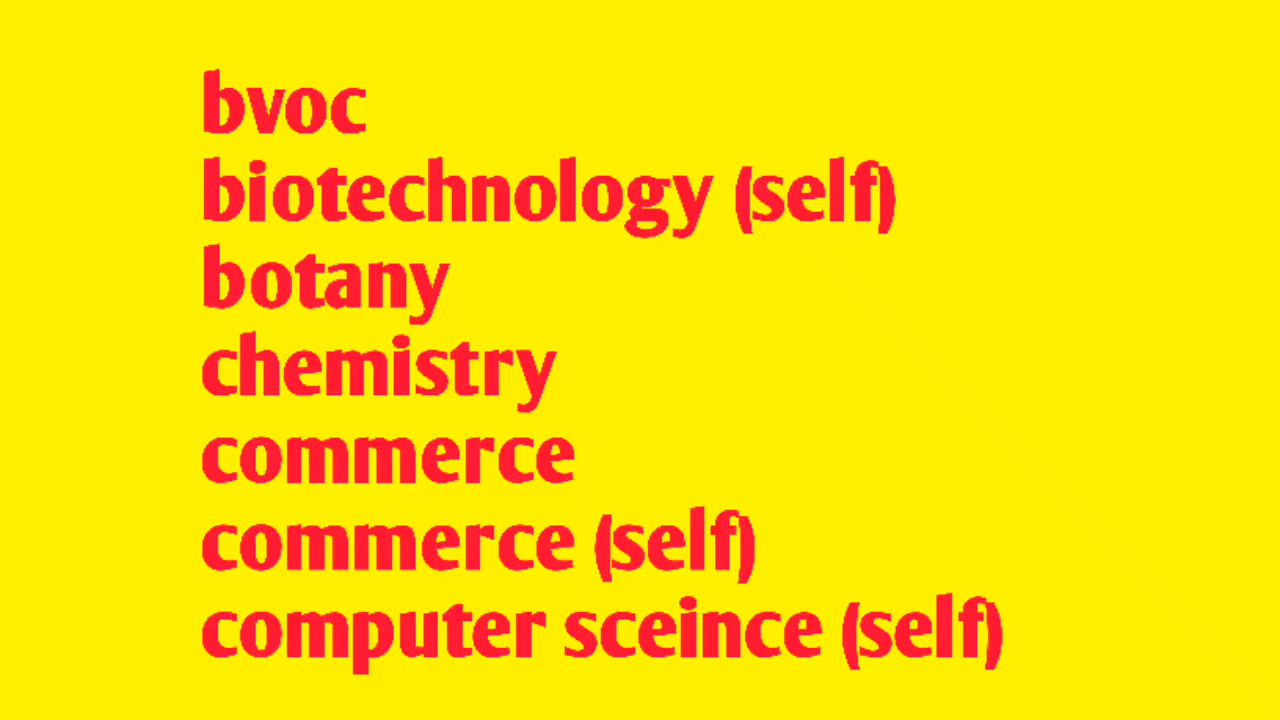 bvoc
biotechnology (self)
botany
chemistry
commerce
commerce (self)
computer sceince (self)